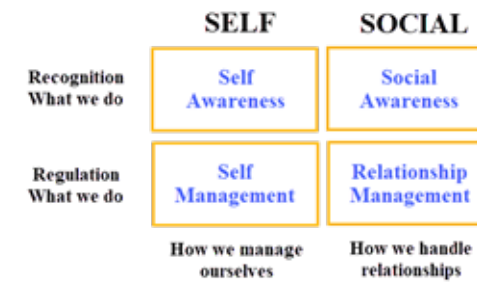 SELF SOCIAL
Recognition
What we do
Self
Awareness
Social
Awareness
Regulation
What we do
Self
Management
Relationship
Management
How we manage
ourselves
How we handle
relationships